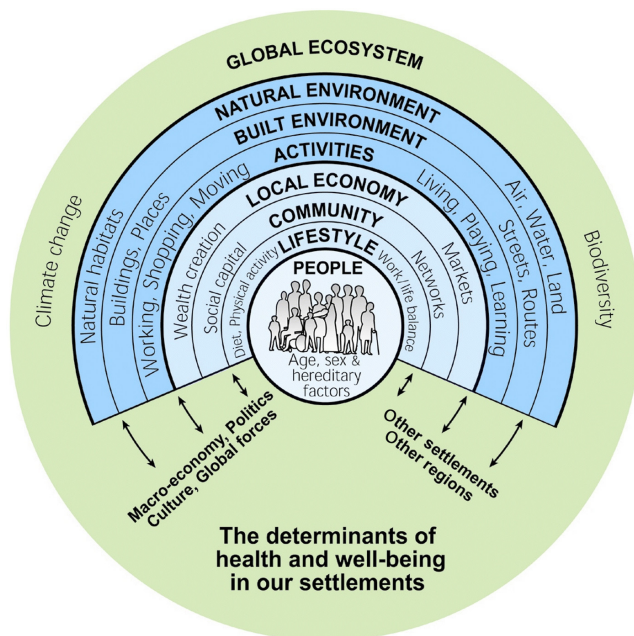 GLOBAL ECOSYSTEM
NATURAL ENVIRONMENT
BUILT ENVIRONMENT
ACTIVITIES
LOCAL ECONOMY
COMMUNITY
LIFESTYLE
PEOPLE
Age, sex &
hereditary
factors
Climate change
Natural habitats
Buildings, Places
Working, Shopping, Moving
Wealth creation
Social capital
Diet, Physical activity
Work/life balance
Networks
Markets
Living, Playing, Learning
Streets, Routes
Air, Water, Land
Biodiversity
Macro-economy, Politics
Culture, Global forces
Other settlements
Other regions
The determinants of
health and well-being
in our settlements